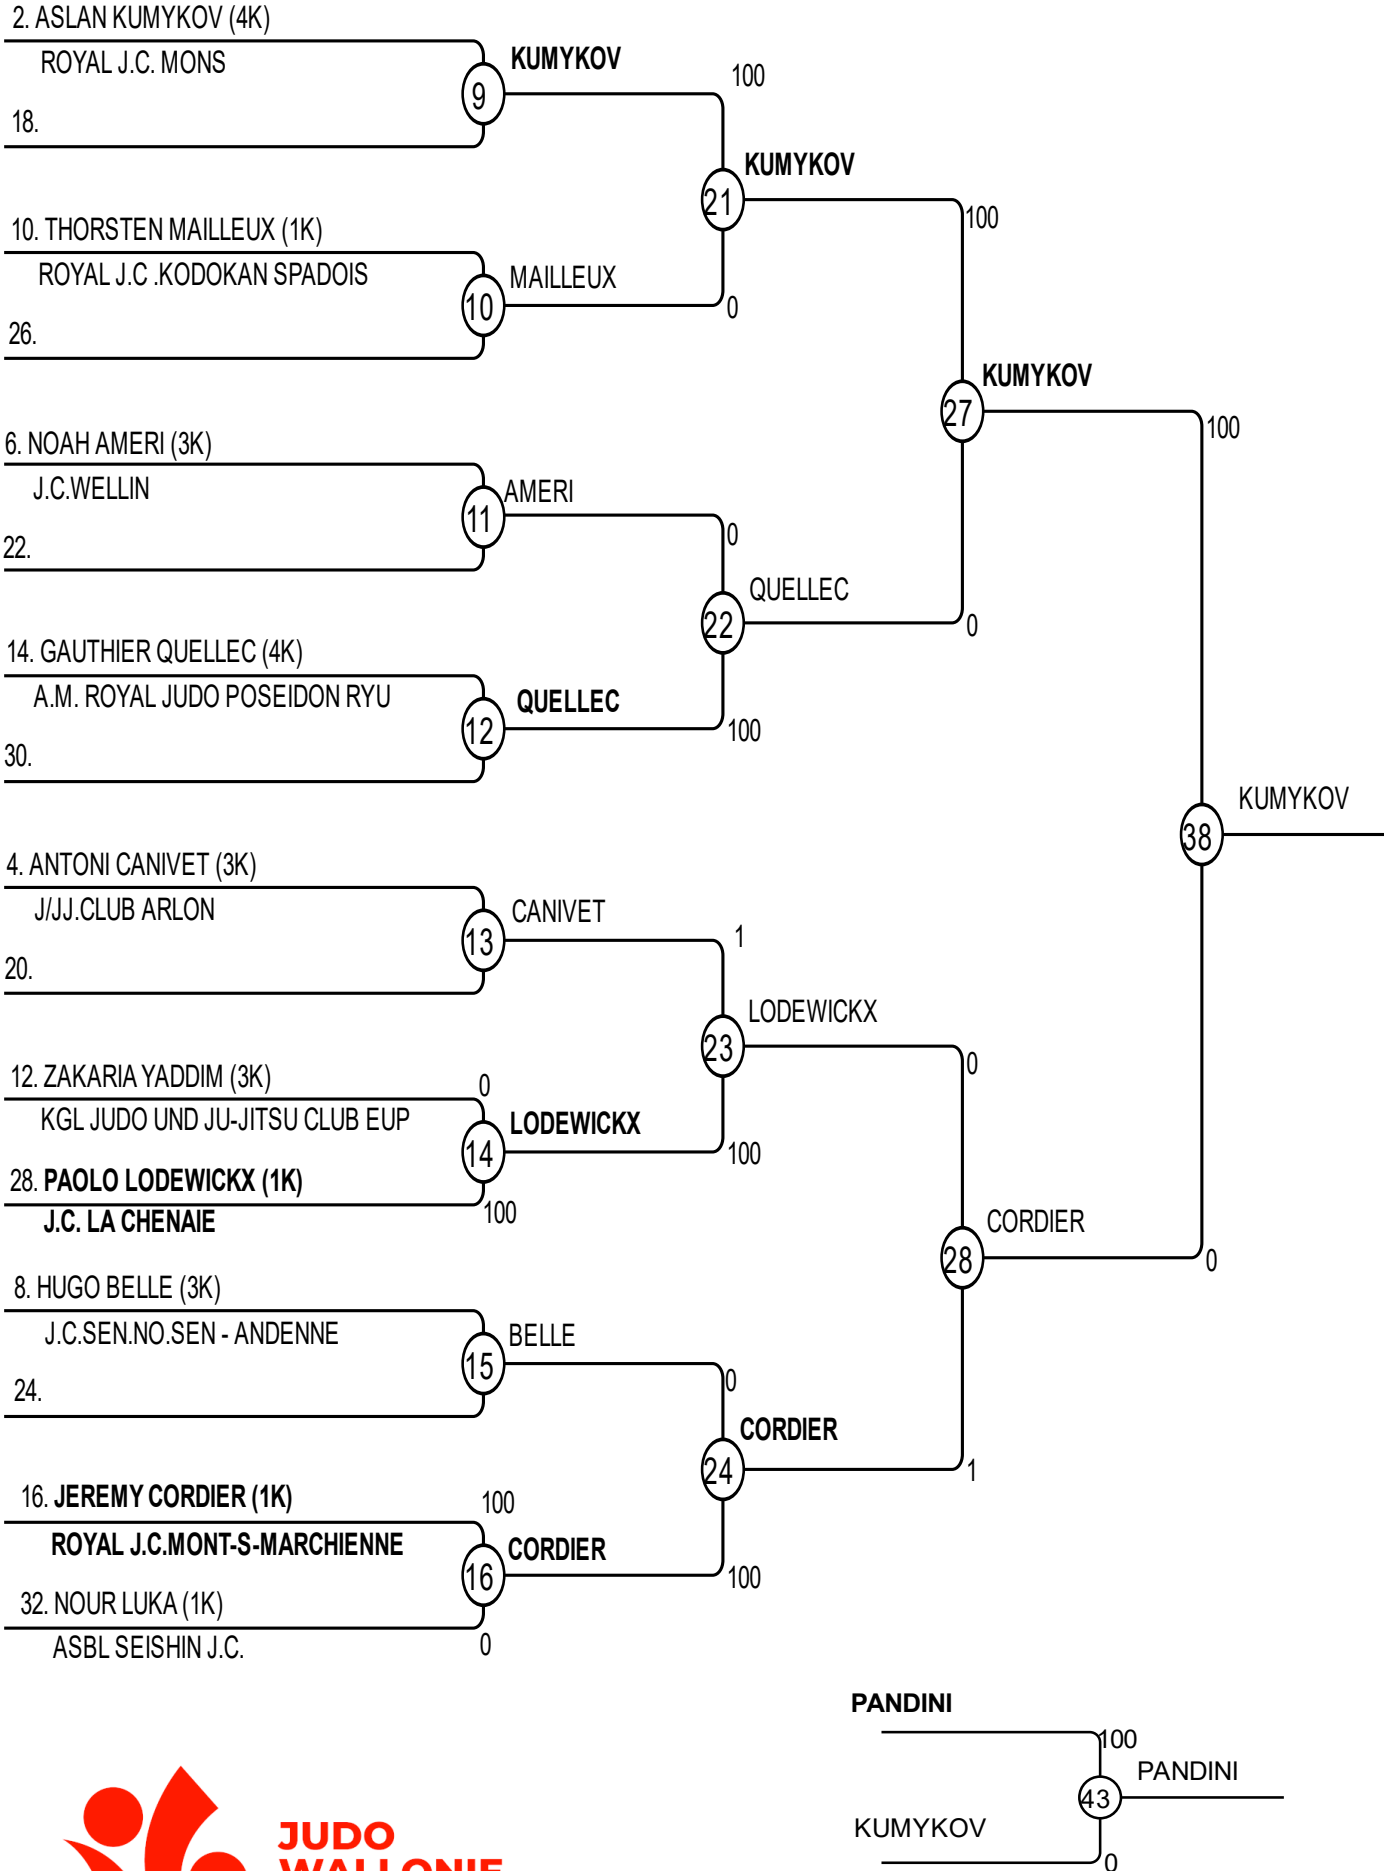 2. ASLAN KUMYKOV (4K)
ROYAL J.C. MONS
9
KUMYKOV
100
18.
21
KUMYKOV
100
10. THORSTEN MAILLEUX (1K)
ROYAL J.C .KODOKAN SPADOIS
10
MAILLEUX
0
26.
27
KUMYKOV
100
6. NOAH AMERI (3K)
J.C.WELLIN
11
AMERI
0
22.
22
QUELLEC
0
14. GAUTHIER QUELLEC (4K)
A.M. ROYAL JUDO POSEIDON RYU
12
QUELLEC
100
30.
38
KUMYKOV
4. ANTONI CANIVET (3K)
J/JJ.CLUB ARLON
13
CANIVET
1
20.
23
LODEWICKX
0
12. ZAKARIA YADDIM (3K)
0
KGL JUDO UND JU-JITSU CLUB EUP
14
LODEWICKX
100
28. PAOLO LODEWICKX (1K)
100
J.C. LA CHENAIE
28
CORDIER
0
8. HUGO BELLE (3K)
J.C.SEN.NO.SEN - ANDENNE
15
BELLE
0
24.
24
CORDIER
1
16. JEREMY CORDIER (1K)
100
ROYAL J.C.MONT-S-MARCHIENNE
16
CORDIER
100
32. NOUR LUKA (1K)
ASBL SEISHIN J.C.
0
PANDINI
100
43
PANDINI
KUMYKOV
0
JUDO
WALLONIE